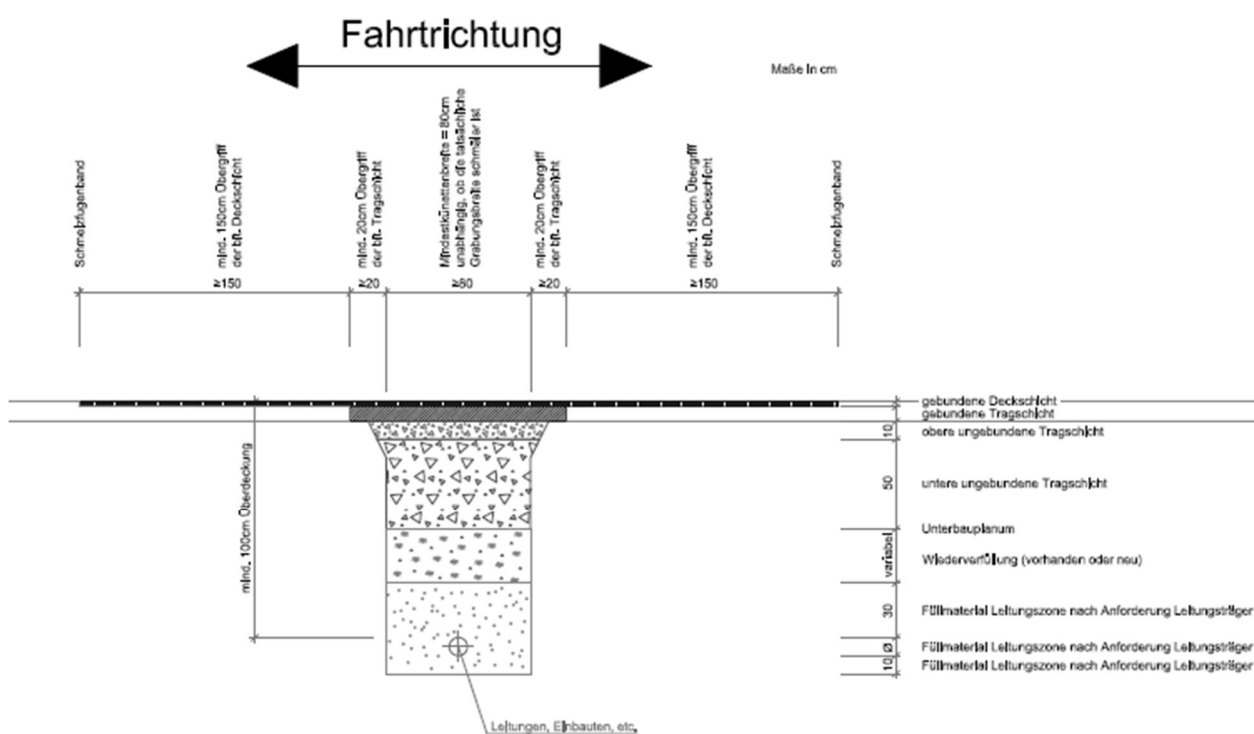 Fahrtrichtung
Maße in cm
Schmelzfugenband
mind. 150cm Übergriff
der bit. Deckschicht
mind. 20cm Übergriff
der bit. Tragschicht
Mindestkünettenbreite = 80cm
unabhängig, ob die tatsächliche
Grabungsbreite schmäler ist
mind. 20cm Übergriff
der bit. Tragschicht
mind. 150cm Übergriff
der bit. Deckschicht
Schmelzfugenband
≥150
≥20
≥80
≥20
≥150
mind. 100cm Überdeckung
gebundene Deckschicht
gebundene Tragschicht
10
obere ungebundene Tragschicht
50
untere ungebundene Tragschicht
Unterbauplanum
variabel
Wiederverfüllung (vorhanden oder neu)
30
Füllmaterial Leitungszone nach Anforderung Leitungsträger
Ø
Füllmaterial Leitungszone nach Anforderung Leitungsträger
10
Füllmaterial Leitungszone nach Anforderung Leitungsträger
Leitungen, Einbauten, etc.